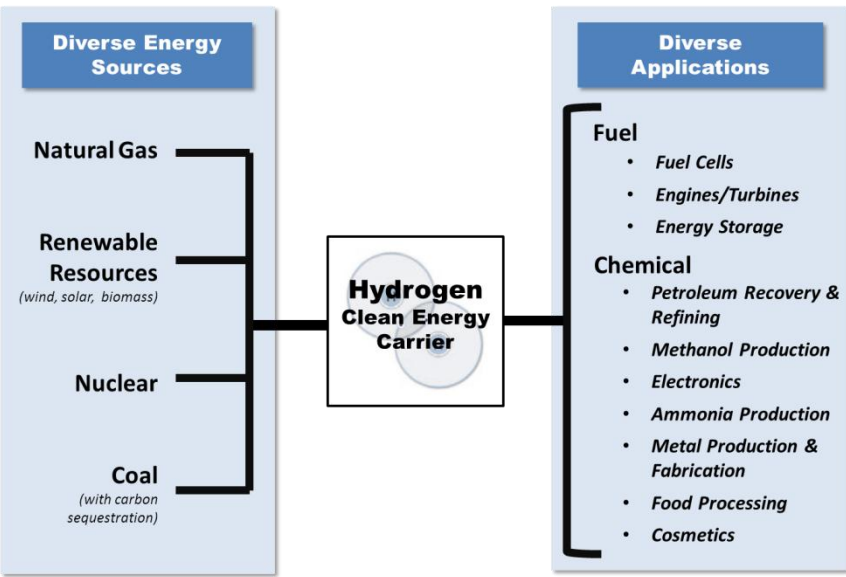 Diverse Energy
Sources
Natural Gas
Renewable
Resources
(wind, solar, biomass)
Nuclear
Coal
(with carbon
sequestration)
Hydrogen
Clean Energy
Carrier
Diverse
Applications
Fuel
• Fuel Cells
• Engines/Turbines
• Energy Storage
Chemical
• Petroleum Recovery &
Refining
• Methanol Production
• Electronics
• Ammonia Production
• Metal Production &
Fabrication
• Food Processing
• Cosmetics